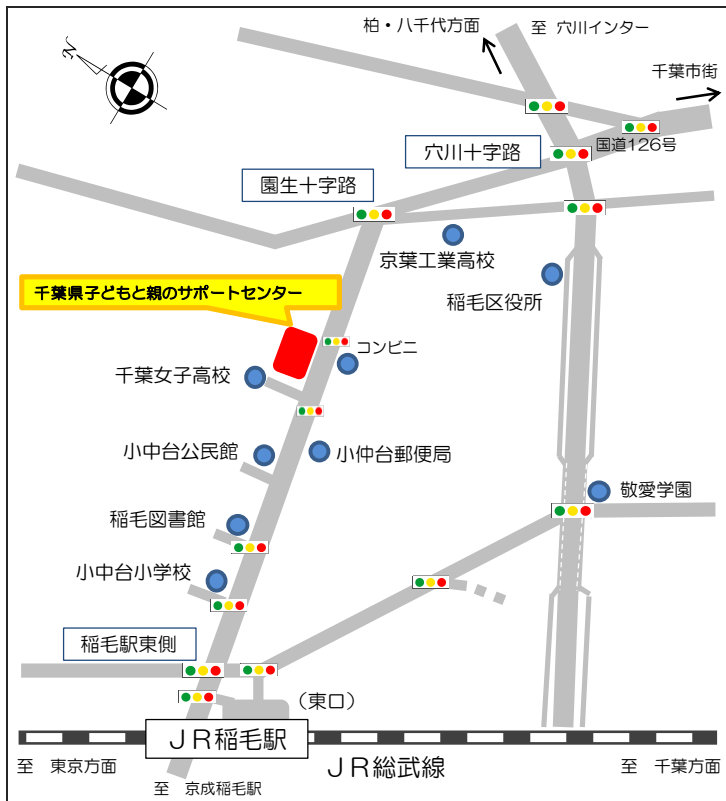 柏・八千代方面
至 穴川インター
千葉市街
N
国道126号
穴川十字路
園生十字路
京葉工業高校
千葉県子どもと親のサポートセンター
稲毛区役所
コンビニ
千葉女子高校
小中台公民館
小仲台郵便局
敬愛学園
稲毛図書館
小中台小学校
稲毛駅東側
（東口）
ＪＲ稲毛駅
至 東京方面
ＪＲ総武線
至 千葉方面
至 京成稲毛駅